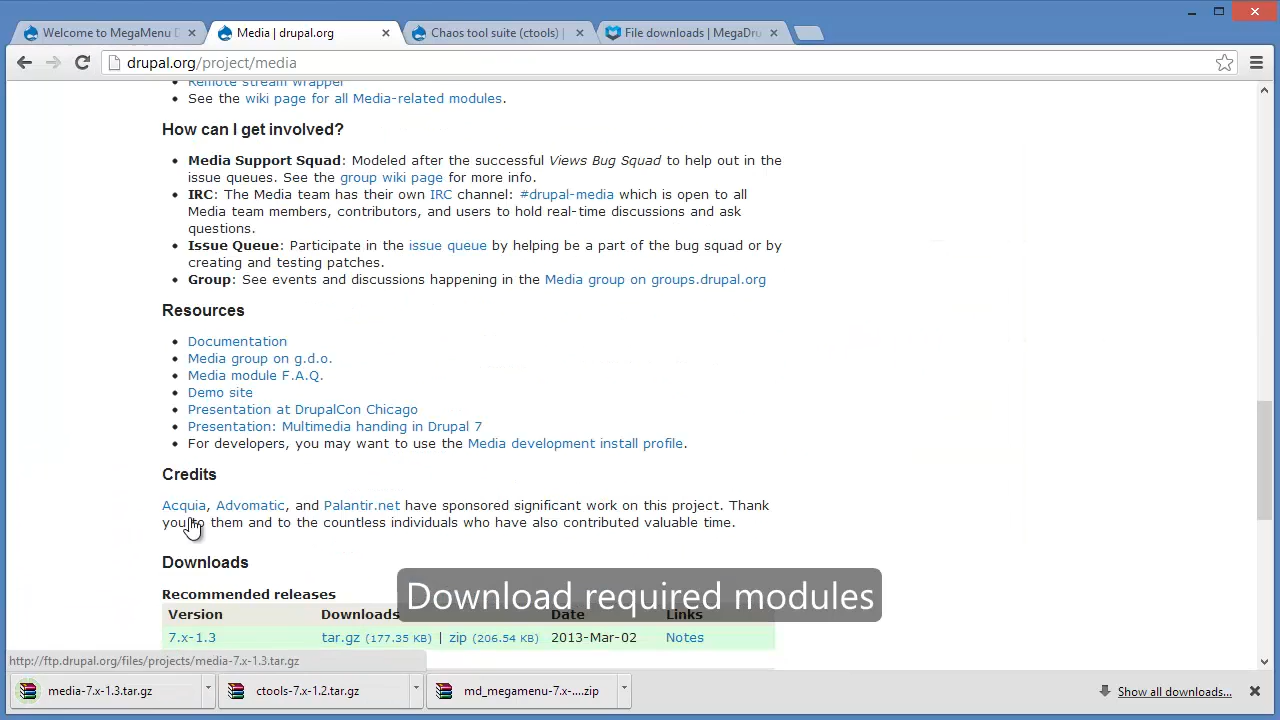 Welcome to MegaMenu D
Media | drupal.org
Chaos tool suite (ctools) |
File downloads | MegaDru
drupal.org/project/media
Remote stream wrapper
See the wiki page for all Media-related modules.
How can I get involved?
Media Support Squad: Modeled after the successful Views Bug Squad to help out in the
issue queues. See the group wiki page for more info.
IRC: The Media team has their own IRC channel: #drupal-media which is open to all
Media team members, contributors, and users to hold real-time discussions and ask
questions.
Issue Queue: Participate in the issue queue by helping be a part of the bug squad or by
creating and testing patches.
Group: See events and discussions happening in the Media group on groups.drupal.org
Resources
Documentation
Media group on g.d.o.
Media module F.A.Q.
Demo site
Presentation at DrupalCon Chicago
Presentation: Multimedia handing in Drupal 7
For developers, you may want to use the Media development install profile.
Credits
Acquia, Advomatic, and Palantir.net have sponsored significant work on this project. Thank
you to them and to the countless individuals who have also contributed valuable time.
Downloads
Recommended releases
Download required modules
Version Downloads Date Links
7.x-1.3 tar.gz (177.35 KB) | zip (206.54 KB) 2013-Mar-02 Notes
http://ftp.drupal.org/files/projects/media-7.x-1.3.tar.gz
media-7.x-1.3.tar.gz
ctools-7.x-1.2.tar.gz
md_megamenu-7.x-....zip
Show all downloads...